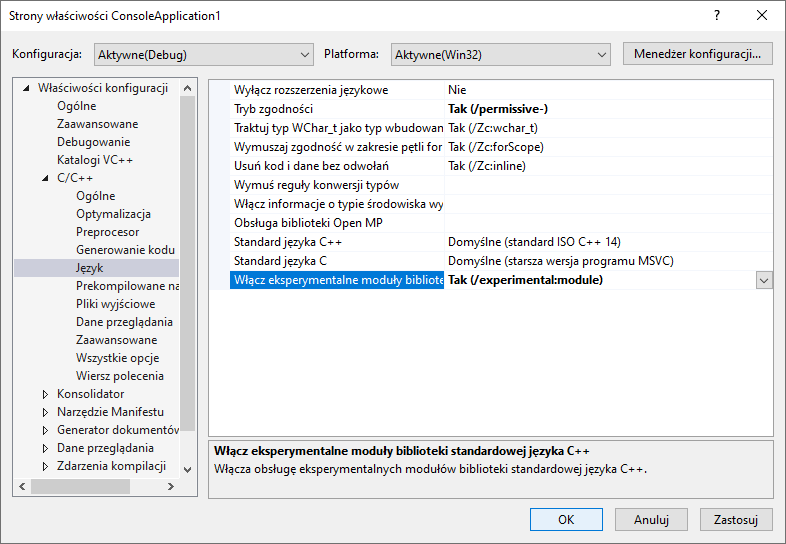 Strony właściwości ConsoleApplication1
Konfiguracja: Aktywne(Debug) Platforma: Aktywne(Win32) Menedżer konfiguracji...
Właściwości konfiguracji
Ogólne
Zaawansowane
Debugowanie
Katalogi VC++
C/C++
Ogólne
Optymalizacja
Preprocesor
Generowanie kodu
Język
Prekompilowane na
Pliki wyjściowe
Dane przeglądania
Zaawansowane
Wszystkie opcje
Wiersz polecenia
Konsolidator
Narzędzie Manifestu
Generator dokumentów
Dane przeglądania
Zdarzenia kompilacji
Wyłącz rozszerzenia językowe Nie
Tryb zgodności Tak (/permissive-)
Traktuj typ WChar_t jako typ wbudowan Tak (/Zc:wchar_t)
Wymuszaj zgodność w zakresie pętli for Tak (/Zc:forScope)
Usuń kod i dane bez odwołań Tak (/Zc:inline)
Wymuś reguły konwersji typów
Włącz informacje o typie środowiska wy
Obsługa biblioteki Open MP
Standard języka C++ Domyślne (standard ISO C++ 14)
Standard języka C Domyślne (starsza wersja programu MSVC)
Włącz eksperymentalne moduły bibliote Tak (/experimental:module)
Włącz eksperymentalne moduły biblioteki standardowej języka C++
Włącza obsługę eksperymentalnych modułów biblioteki standardowej języka C++.
OK Anuluj Zastosuj